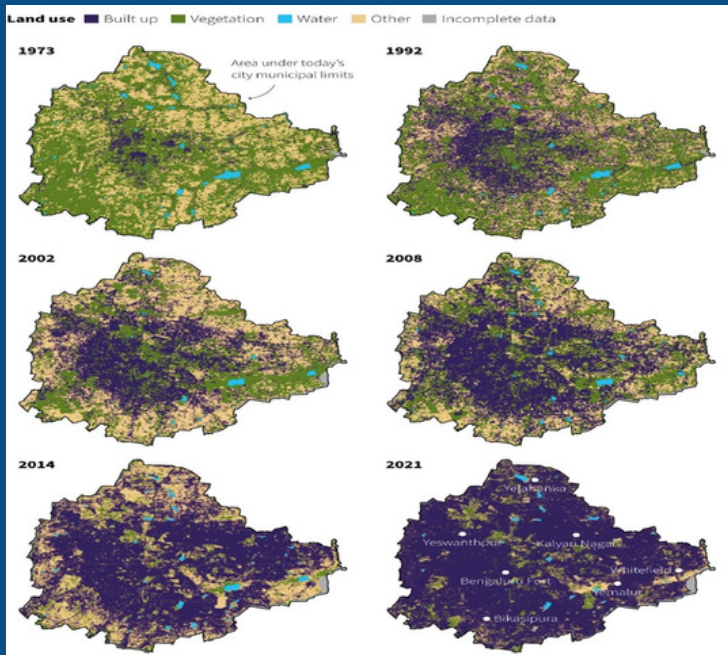 Land use Built up Vegetation Water Other Incomplete data
1973
Area under today's
city municipal limits
1992
2002
2008
2014
2021
Yelahanka
Yeswanthpur
Kalyan Nagar
Whitefield
Bengaluru Fort
Yemalur
Bikasipura